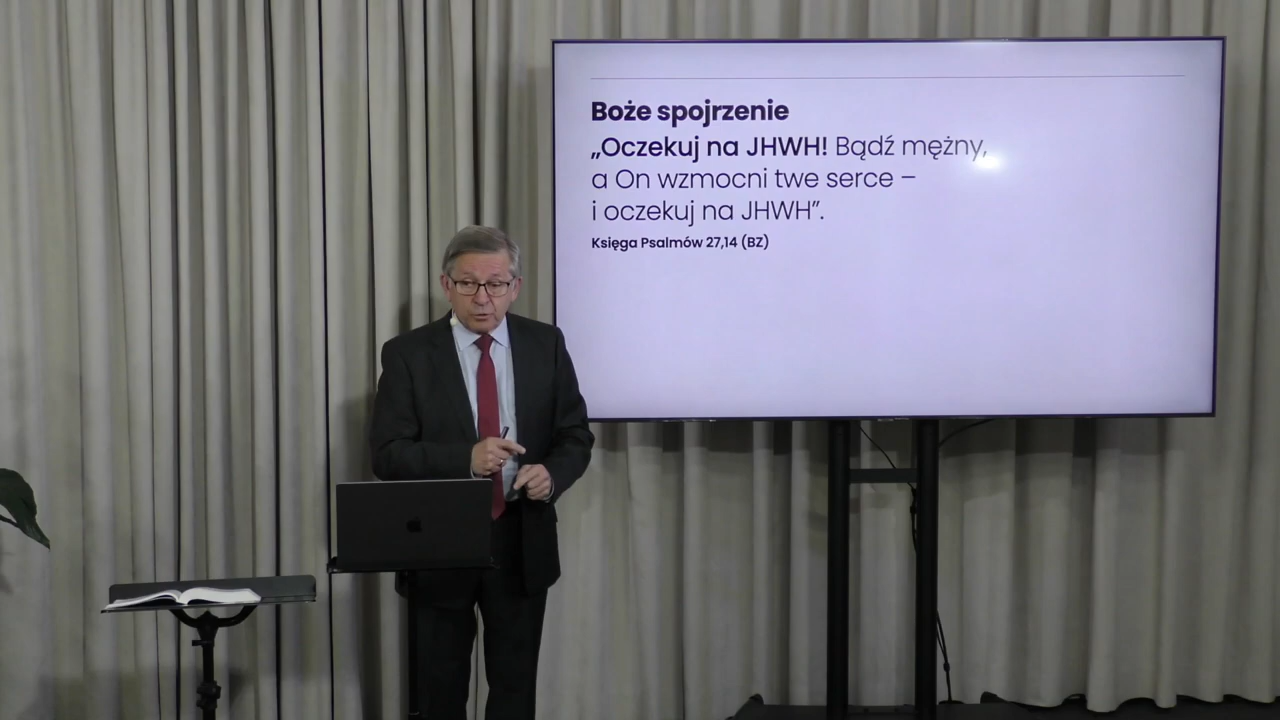 Boże spojrzenie
„Oczekuj na JHWH! Bądź mężny,
a On wzmocni twe serce –
i oczekuj na JHWH”.
Księga Psalmów 27,14 (BZ)